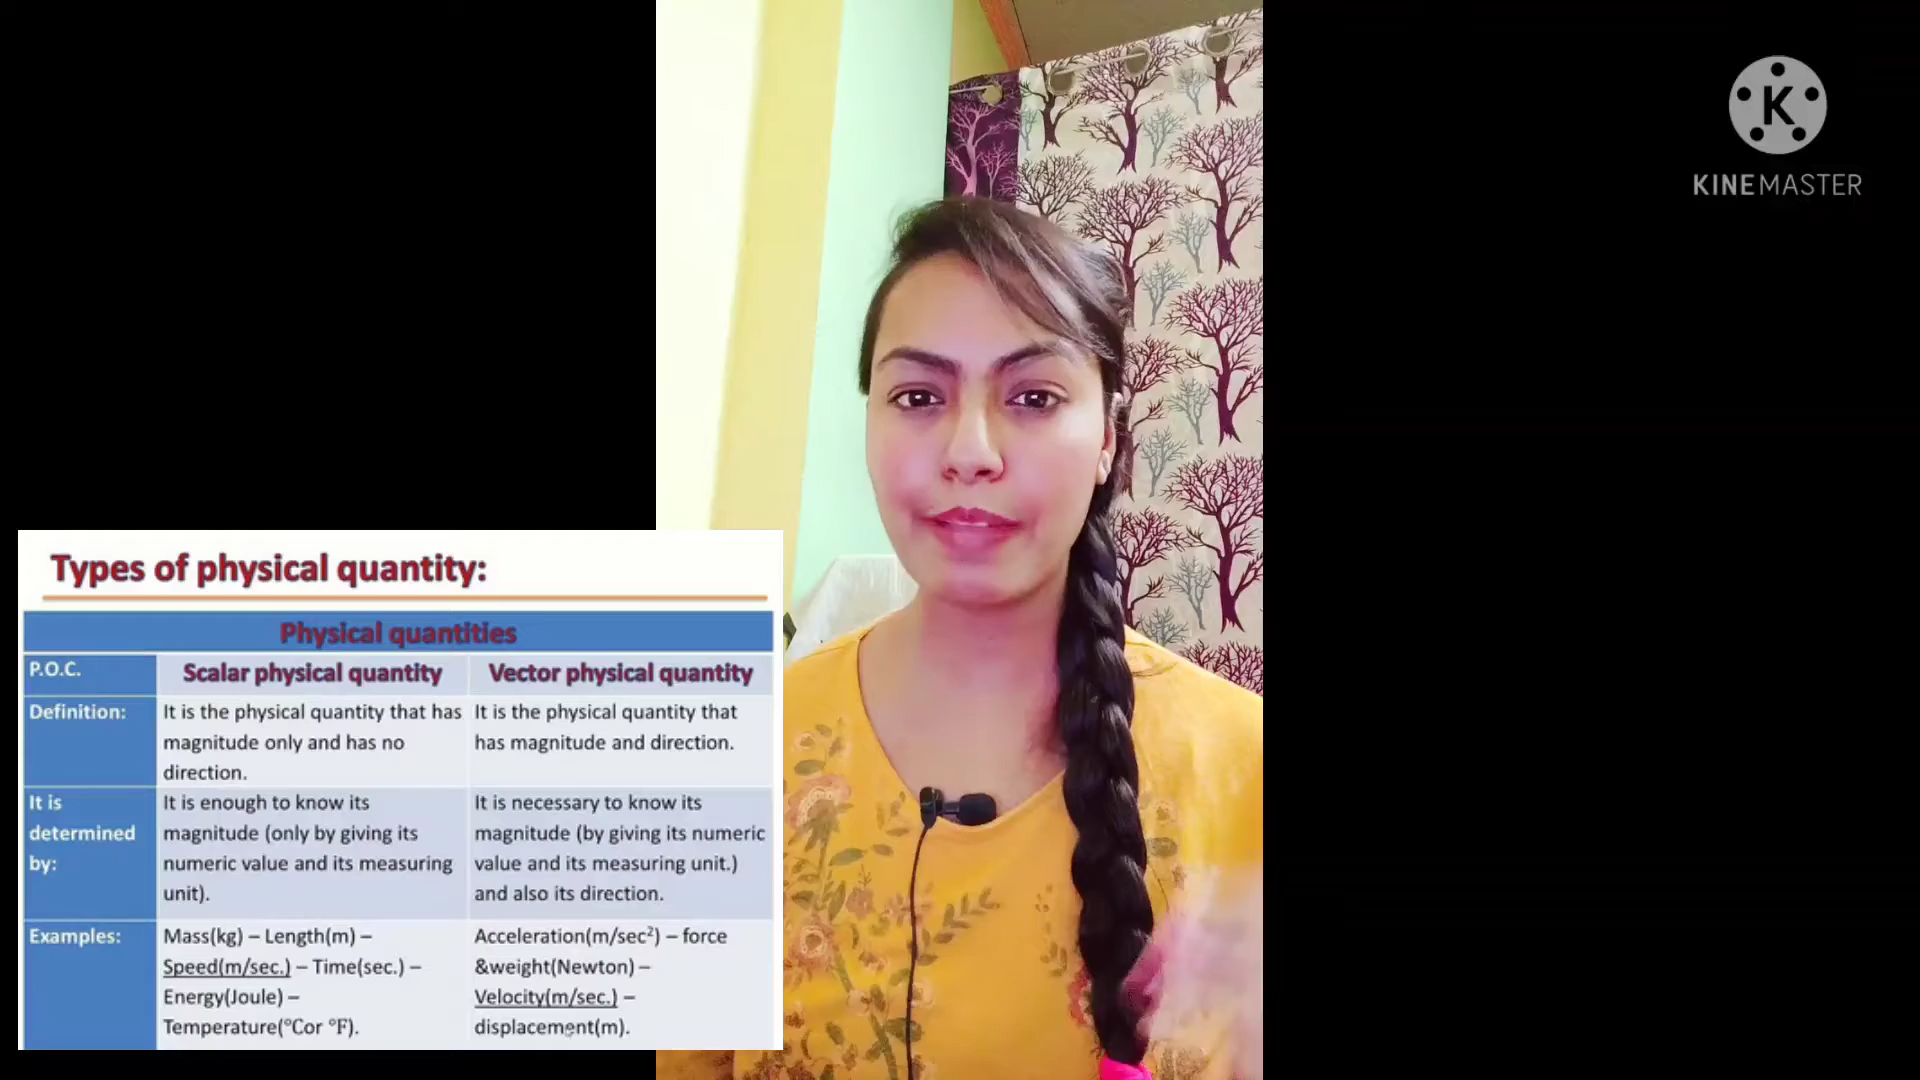 KINEMASTER
Types of physical quantity:
Physical quantities
P.O.C.
Scalar physical quantity
Vector physical quantity
Definition:
It is the physical quantity that has
magnitude only and has no
direction.
It is the physical quantity that
has magnitude and direction.
It is
determined
by:
It is enough to know its
magnitude (only by giving its
numeric value and its measuring
unit).
It is necessary to know its
magnitude (by giving its numeric
value and its measuring unit.)
and also its direction.
Examples:
Mass(kg) – Length(m) –
Speed(m/sec.) – Time(sec.) –
Energy(Joule) –
Temperature(°Cor °F).
Acceleration(m/sec²) – force
&weight(Newton) –
Velocity(m/sec.) –
displacement(m).